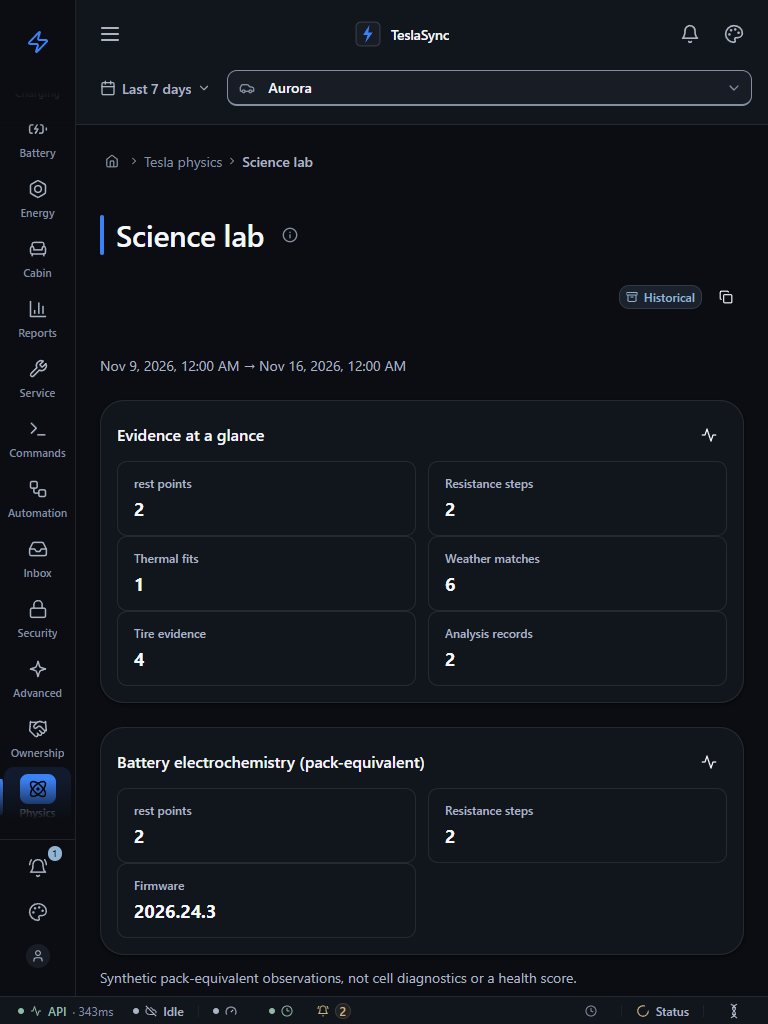 TeslaSync
Last 7 days
Aurora
Charging
Battery
Energy
Cabin
Reports
Service
Commands
Automation
Inbox
Security
Advanced
Ownership
Physics
1
Tesla physics
Science lab
Science lab
Historical
Nov 9, 2026, 12:00 AM → Nov 16, 2026, 12:00 AM
Evidence at a glance
rest points
2
Resistance steps
2
Thermal fits
1
Weather matches
6
Tire evidence
4
Analysis records
2
Battery electrochemistry (pack-equivalent)
rest points
2
Resistance steps
2
Firmware
2026.24.3
Synthetic pack-equivalent observations, not cell diagnostics or a health score.
API · 343ms
Idle
2
Status